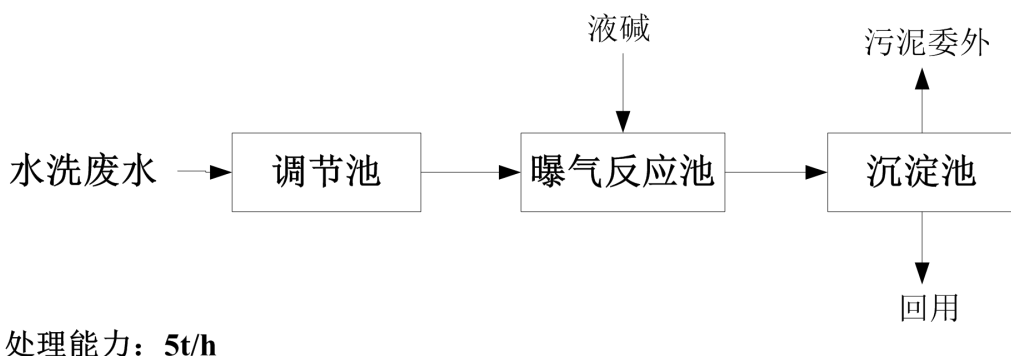 液碱
污泥委外
水洗废水
调节池
曝气反应池
沉淀池
回用
处理能力：5t/h